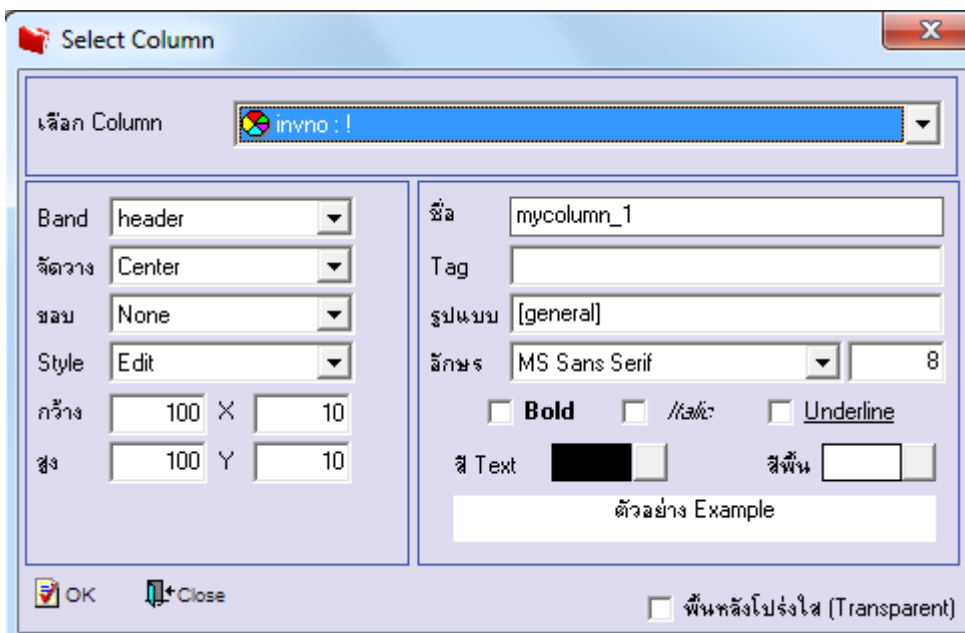 Select Column
เลือก Column invno : !
Band header
จัดวาง Center
ขอบ None
Style Edit
กว้าง 100 X 10
สูง 100 Y 10
ชื่อ mycolumn_1
Tag
รูปแบบ [general]
อักษร MS Sans Serif 8
Bold Italic Underline
สี Text สีพื้น
ตัวอย่าง Example
OK Close
พื้นหลังโปร่งใส (Transparent)